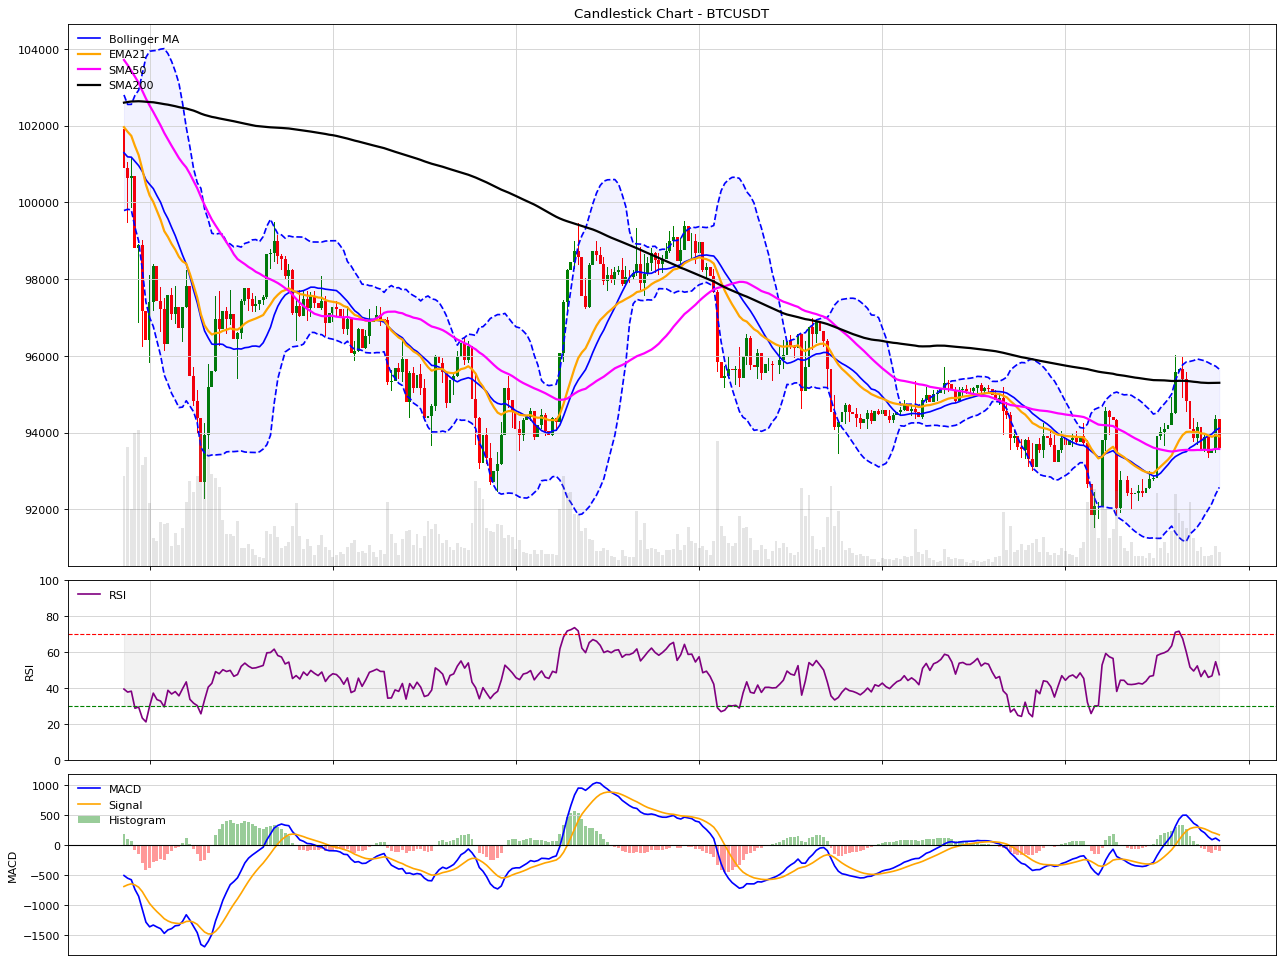 Candlestick Chart - BTCUSDT
Bollinger MA
EMA21
SMA50
SMA200
104000
102000
100000
98000
96000
94000
92000
RSI
RSI
100
80
60
40
20
0
MACD
Signal
Histogram
MACD
1000
500
0
−500
−1000
−1500